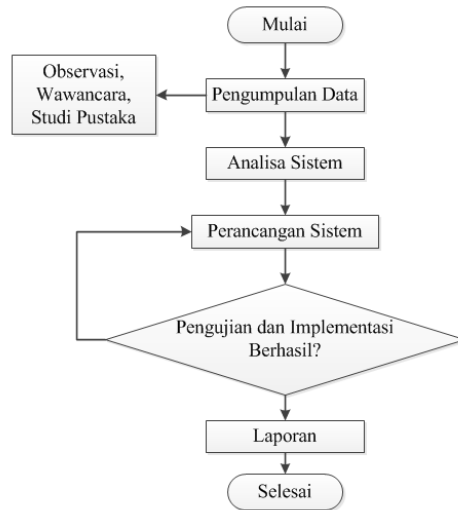 Mulai
Observasi,
Wawancara,
Studi Pustaka
Pengumpulan Data
Analisa Sistem
Perancangan Sistem
Pengujian dan Implementasi
Berhasil?
Laporan
Selesai